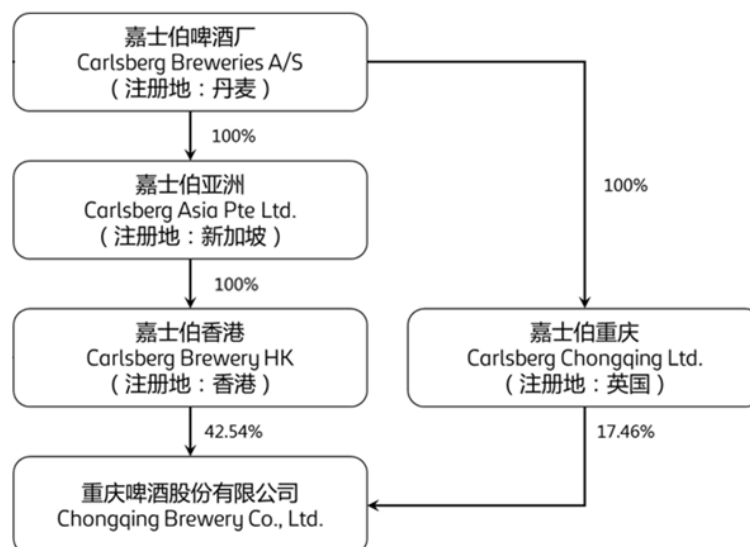 嘉士伯啤酒厂
Carlsberg Breweries A/S
（注册地：丹麦）
100%
100%
嘉士伯亚洲
Carlsberg Asia Pte Ltd.
（注册地：新加坡）
100%
嘉士伯香港
Carlsberg Brewery HK
（注册地：香港）
嘉士伯重庆
Carlsberg Chongqing Ltd.
（注册地：英国）
42.54%
17.46%
重庆啤酒股份有限公司
Chongqing Brewery Co., Ltd.